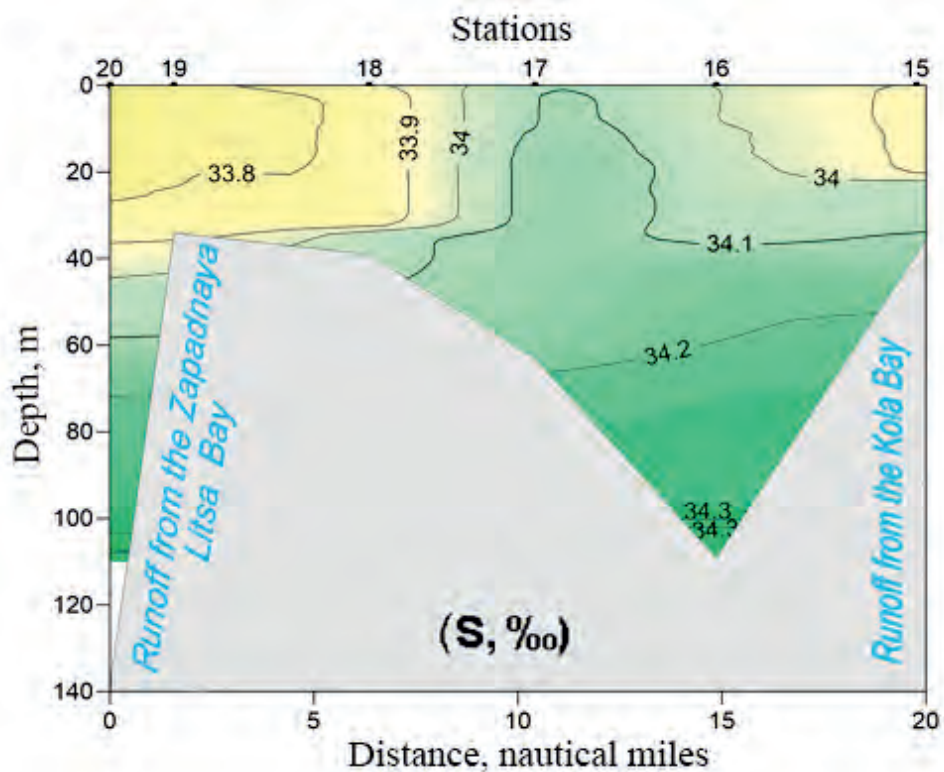 Stations
20 19 18 17 16 15
0
20
40
60
80
100
120
140
Depth, m
33.8
33.9
34
34
34.1
34.2
34.3
34.3
Runoff from the Zapadnaya
Litsa Bay
Runoff from the Kola Bay
(S, ‰)
0 5 10 15 20
Distance, nautical miles